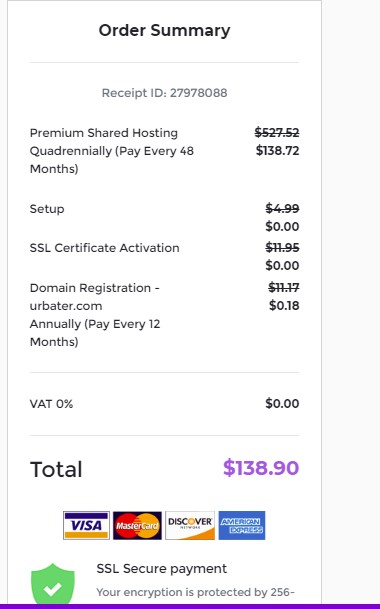 Order Summary
Receipt ID: 27978088
Premium Shared Hosting $527.52
Quadrennially (Pay Every 48 $138.72
Months)
Setup $4.99
$0.00
SSL Certificate Activation $11.95
$0.00
Domain Registration - $11.17
urbater.com $0.18
Annually (Pay Every 12
Months)
VAT 0% $0.00
Total $138.90
VISA MasterCard DISCOVER NETWORK AMERICAN EXPRESS
SSL Secure payment
Your encryption is protected by 256-